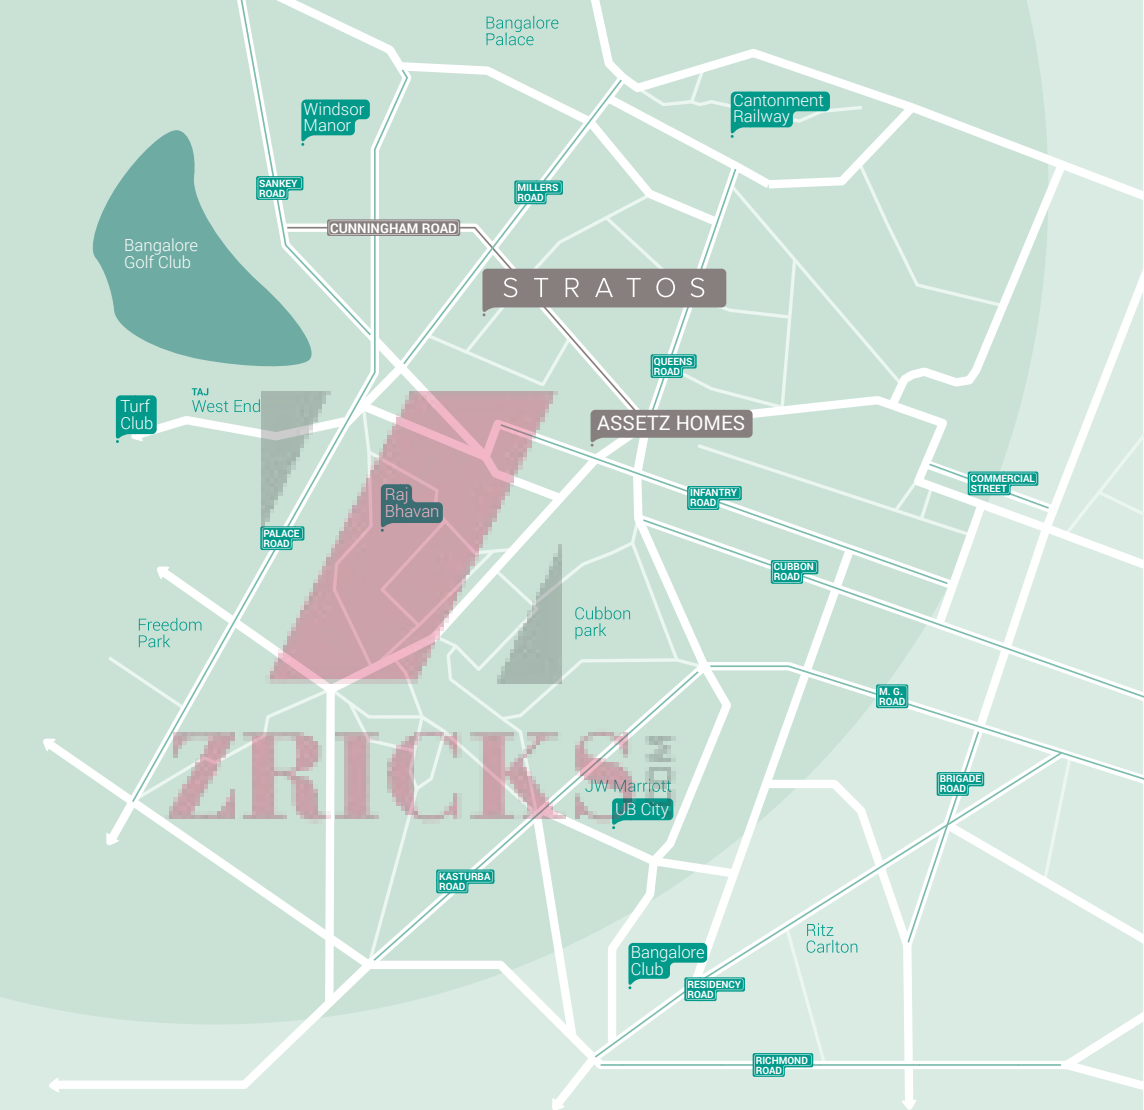 Bangalore
Palace
Windsor
Manor
Cantonment
Railway
SANKEY
ROAD
MILLERS
ROAD
CUNNINGHAM ROAD
Bangalore
Golf Club
STRATOS
QUEENS
ROAD
TAJ
West End
Turf
Club
ASSETZ HOMES
COMMERCIAL
STREET
Raj
Bhavan
INFANTRY
ROAD
PALACE
ROAD
CUBBON
ROAD
Freedom
Park
Cubbon
park
M. G.
ROAD
ZRICKS
.COM
JW Marriott
UB City
BRIGADE
ROAD
KASTURBA
ROAD
Ritz
Carlton
Bangalore
Club
RESIDENCY
ROAD
RICHMOND
ROAD